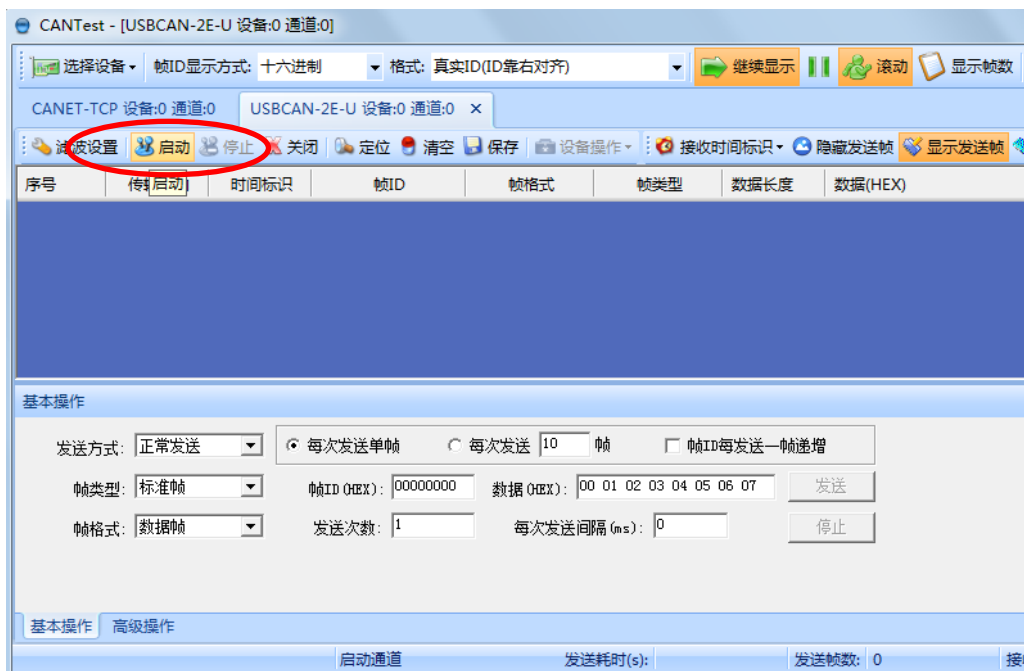 CANTest - [USBCAN-2E-U 设备:0 通道:0]
选择设备 帧ID显示方式: 十六进制 格式: 真实ID(ID靠右对齐) 继续显示 滚动 显示帧数
CANET-TCP 设备:0 通道:0 USBCAN-2E-U 设备:0 通道:0 ×
滤波设置 启动 停止 关闭 定位 清空 保存 设备操作 接收时间标识 隐藏发送帧 显示发送帧
序号 启动 时间标识 帧ID 帧格式 帧类型 数据长度 数据(HEX)
基本操作
发送方式: 正常发送 每次发送单帧 每次发送 10 帧 帧ID每发送一帧递增
帧类型: 标准帧 帧ID(HEX): 00000000 数据(HEX): 00 01 02 03 04 05 06 07 发送
帧格式: 数据帧 发送次数: 1 每次发送间隔(ms): 0 停止
基本操作 高级操作
启动通道 发送耗时(s): 发送帧数: 0